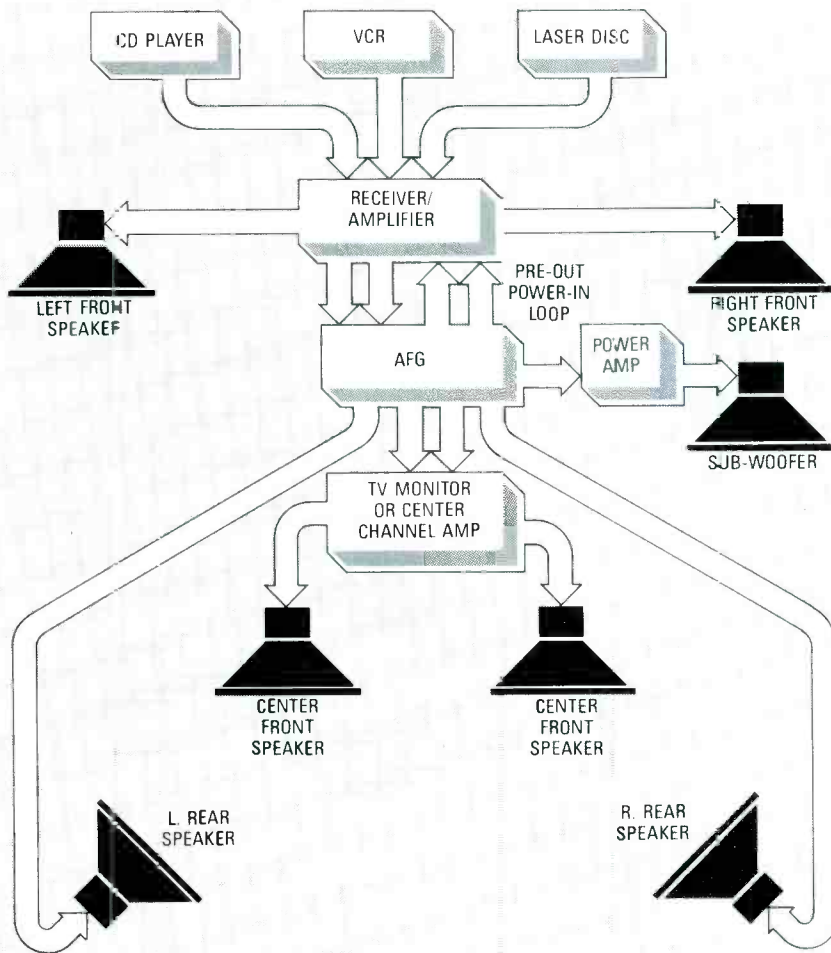 CD PLAYER
VCR
LASER DISC
RECEIVER/
AMPLIFIER
PRE-OUT
POWER-IN
LOOP
LEFT FRONT
SPEAKER
RIGHT FRONT
SPEAKER
AFG
POWER
AMP
SUB-WOOFER
TV MONITOR
OR CENTER
CHANNEL AMP
CENTER
FRONT
SPEAKER
CENTER
FRONT
SPEAKER
L. REAR
SPEAKER
R. REAR
SPEAKER